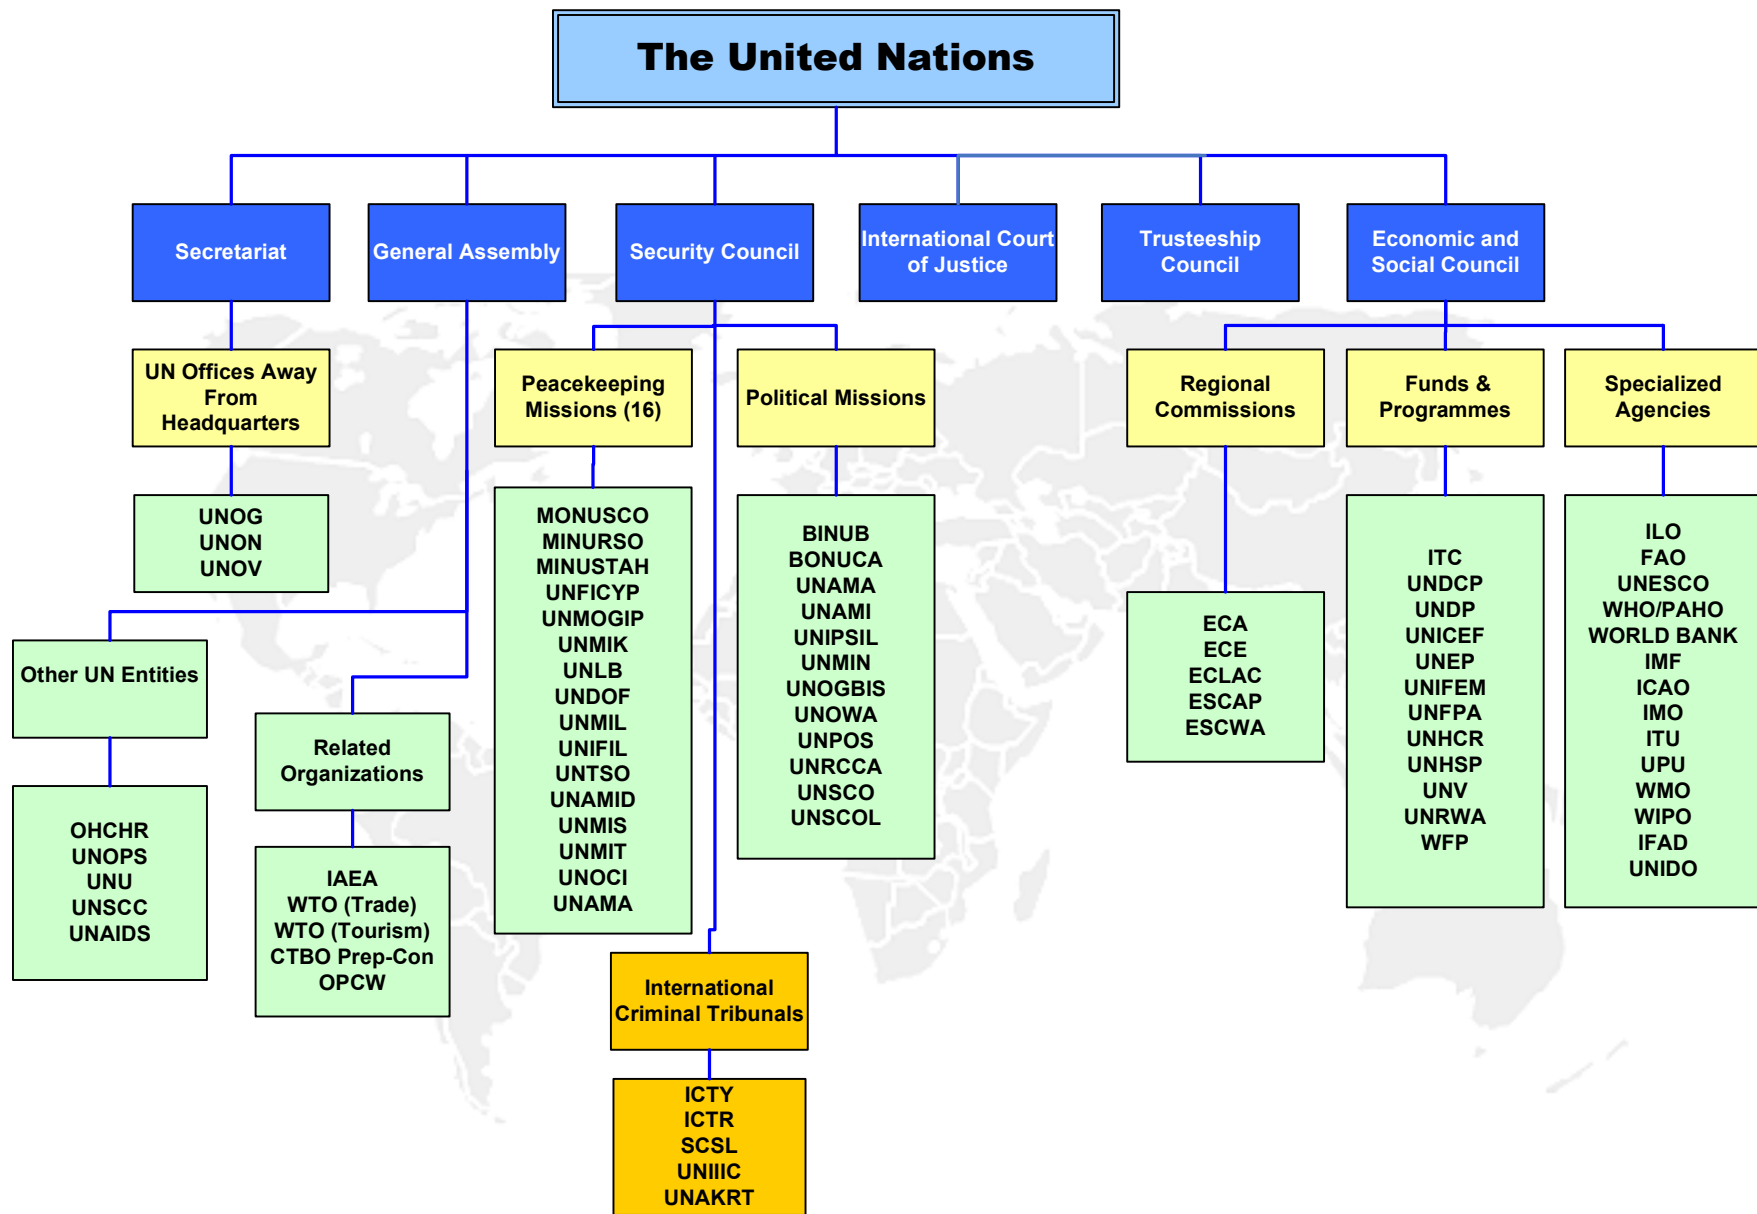 The United Nations
Secretariat
General Assembly
Security Council
International Court
of Justice
Trusteeship
Council
Economic and
Social Council
UN Offices Away
From
Headquarters
Peacekeeping
Missions (16)
Political Missions
Regional
Commissions
Funds &
Programmes
Specialized
Agencies
UNOG
UNON
UNOV
MONUSCO
MINURSO
MINUSTAH
UNFICYP
UNMOGIP
UNMIK
UNLB
UNDOF
UNMIL
UNIFIL
UNTSO
UNAMID
UNMIS
UNMIT
UNOCI
UNAMA
BINUB
BONUCA
UNAMA
UNAMI
UNIPSIL
UNMIN
UNOGBIS
UNOWA
UNPOS
UNRCCA
UNSCO
UNSCOL
ECA
ECE
ECLAC
ESCAP
ESCWA
ITC
UNDCP
UNDP
UNICEF
UNEP
UNIFEM
UNFPA
UNHCR
UNHSP
UNV
UNRWA
WFP
ILO
FAO
UNESCO
WHO/PAHO
WORLD BANK
IMF
ICAO
IMO
ITU
UPU
WMO
WIPO
IFAD
UNIDO
Other UN Entities
Related
Organizations
OHCHR
UNOPS
UNU
UNSCC
UNAIDS
IAEA
WTO (Trade)
WTO (Tourism)
CTBO Prep-Con
OPCW
International
Criminal Tribunals
ICTY
ICTR
SCSL
UNIIIC
UNAKRT